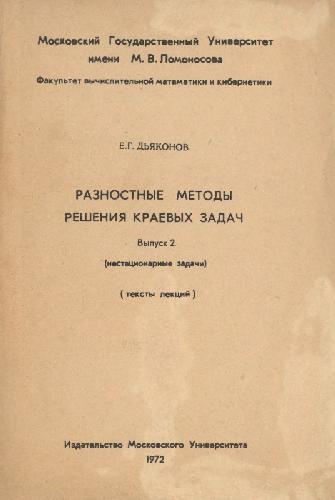 Московский Государственный Университет
имени М. В. Ломоносова
Факультет вычислительной математики и кибернетики
Е.Г. ДЬЯКОНОВ
РАЗНОСТНЫЕ МЕТОДЫ
РЕШЕНИЯ КРАЕВЫХ ЗАДАЧ
Выпуск 2
(нестационарные задачи)
( тексты лекций )
Издательство Московского Университета
1972